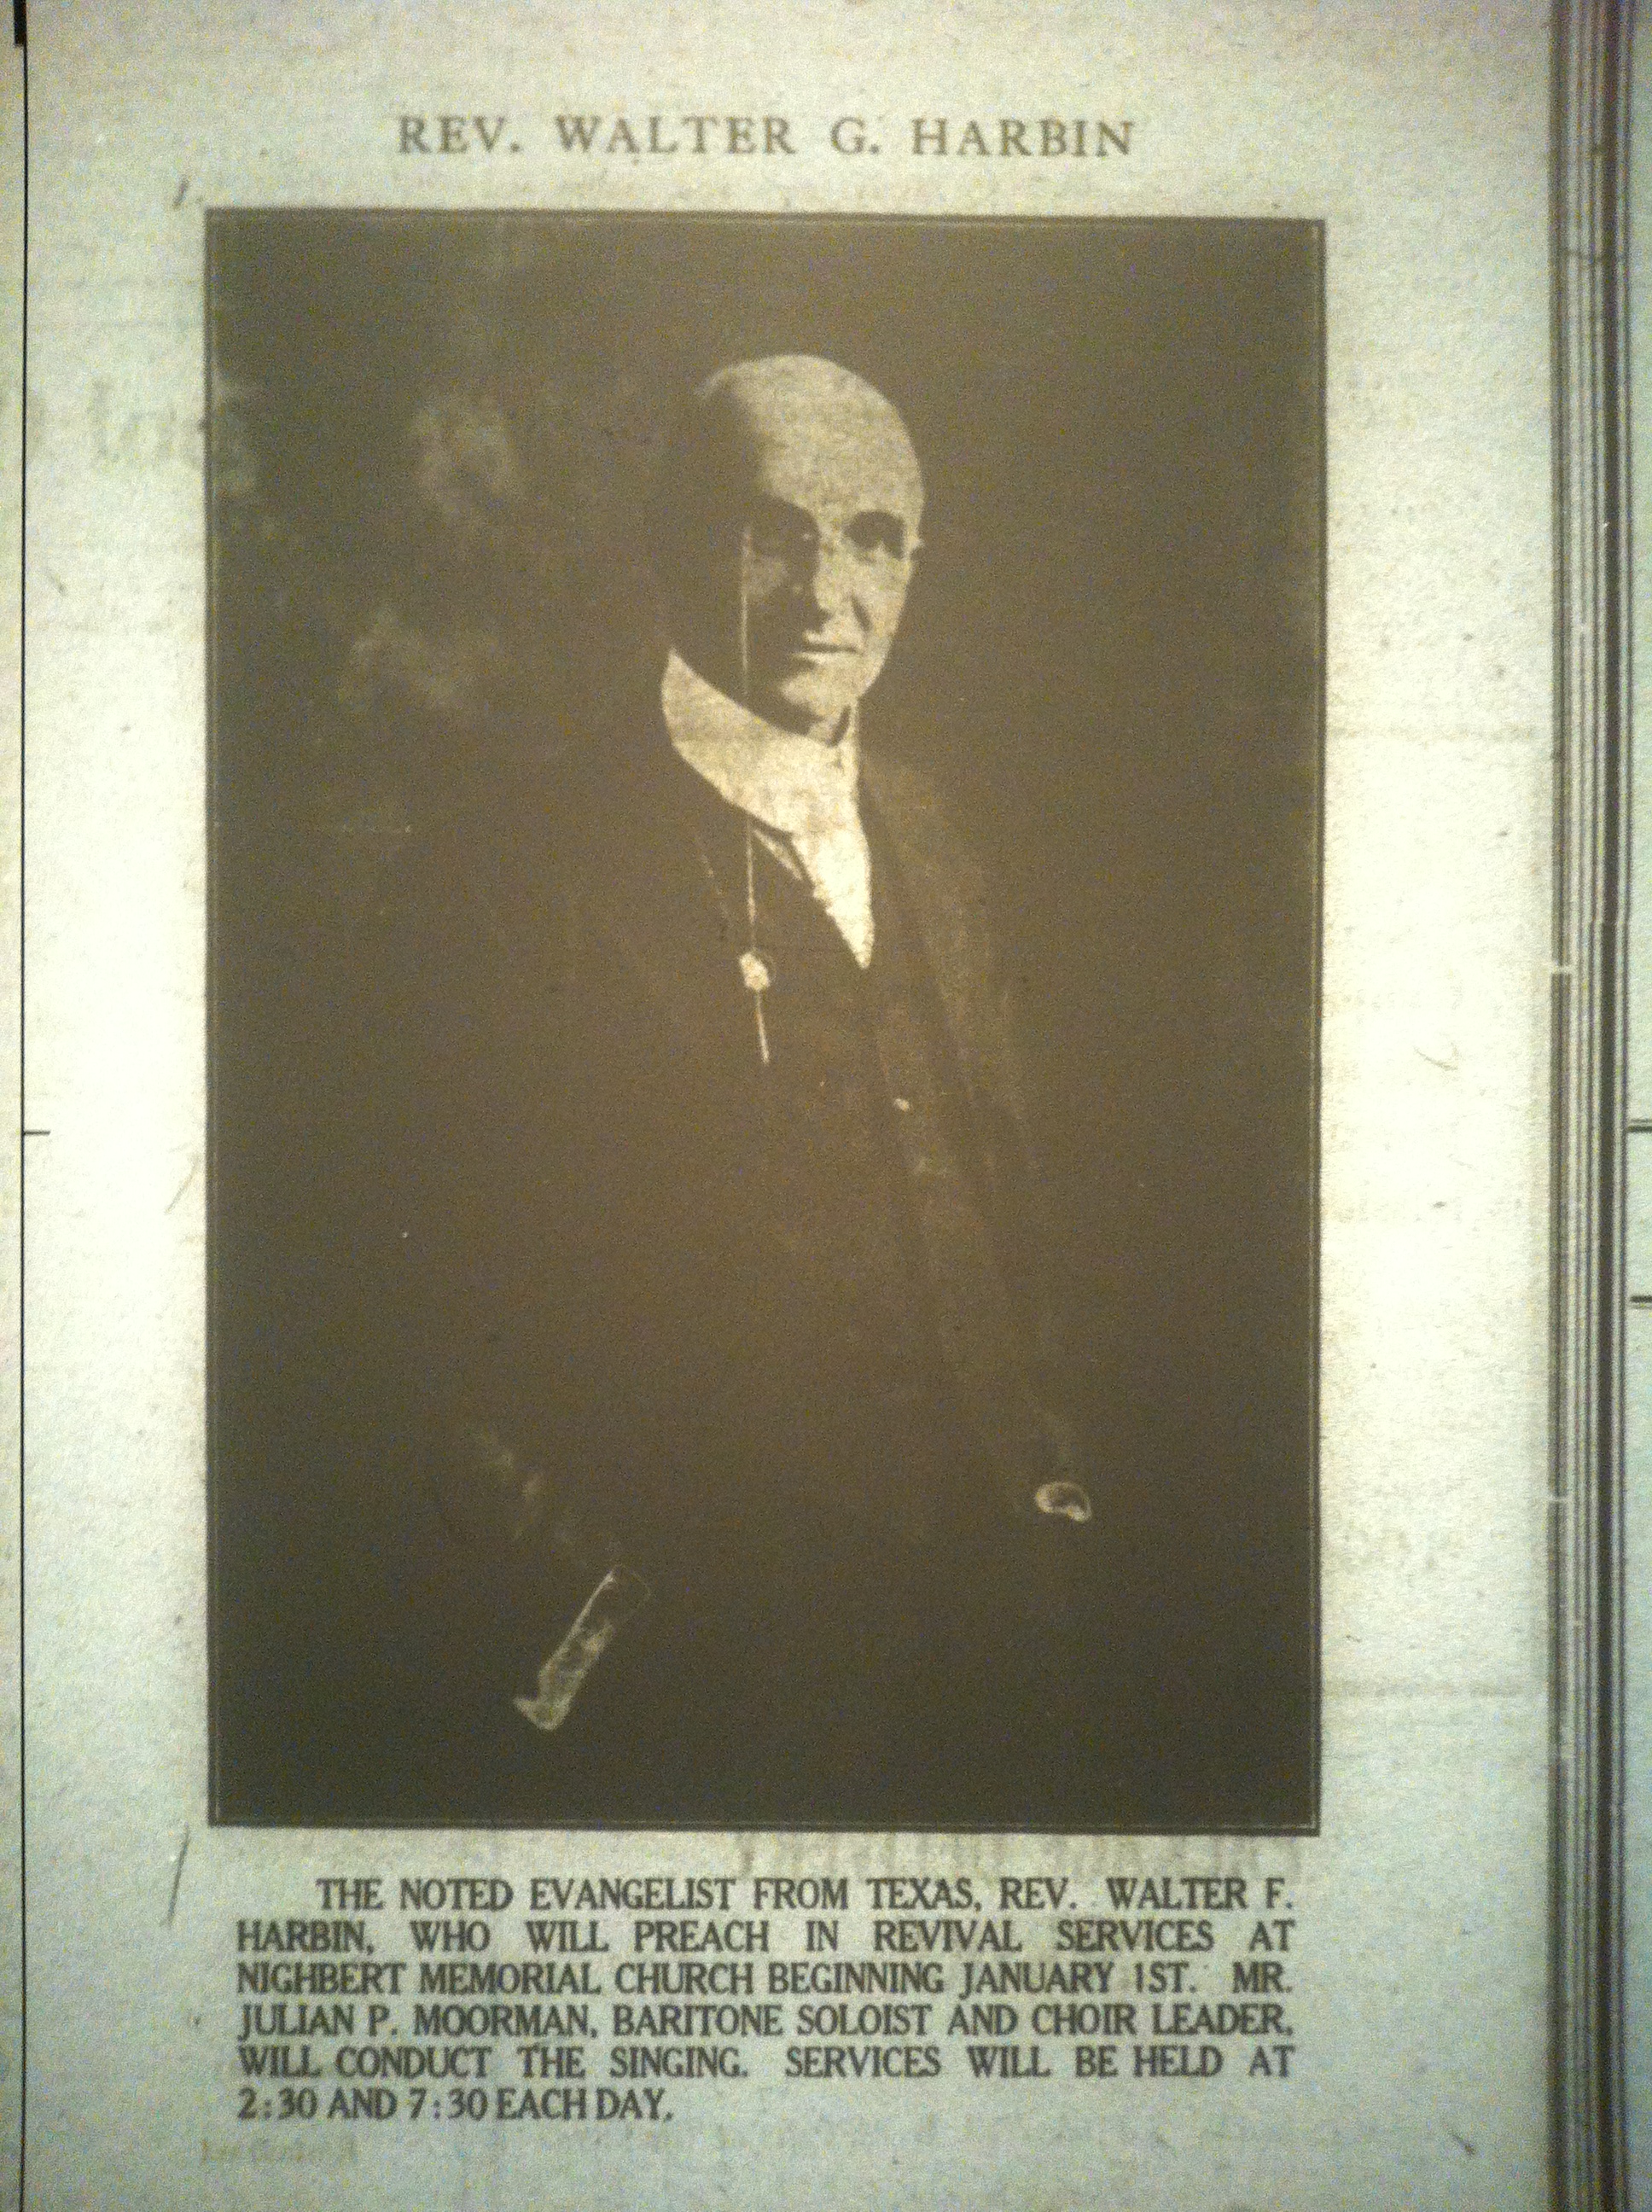 REV. WALTER G. HARBIN
THE NOTED EVANGELIST FROM TEXAS, REV. WALTER F.
HARBIN, WHO WILL PREACH IN REVIVAL SERVICES AT
NIGHBERT MEMORIAL CHURCH BEGINNING JANUARY 1ST. MR.
JULIAN P. MOORMAN, BARITONE SOLOIST AND CHOIR LEADER,
WILL CONDUCT THE SINGING. SERVICES WILL BE HELD AT
2:30 AND 7:30 EACH DAY.